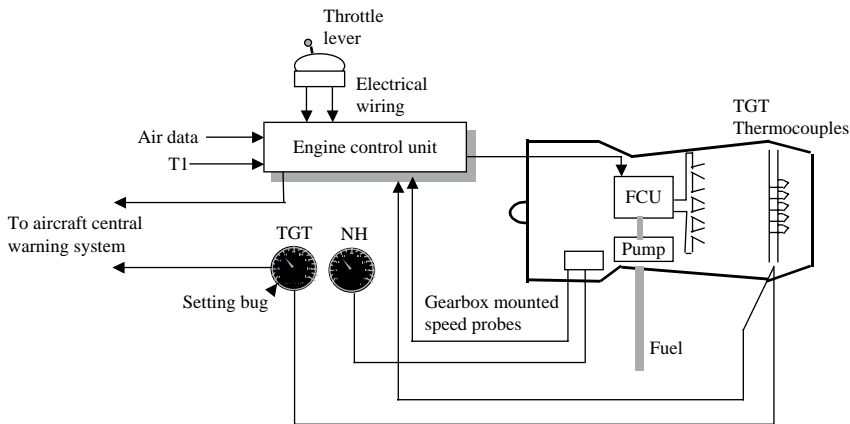 Throttle
lever
Electrical
wiring
Air data
T1
Engine control unit
TGT
Thermocouples
FCU
Pump
To aircraft central
warning system
TGT
NH
Setting bug
Gearbox mounted
speed probes
Fuel